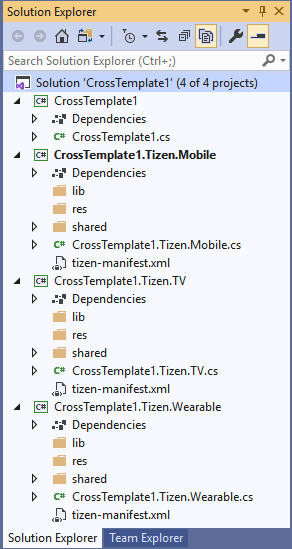 Solution Explorer
Search Solution Explorer (Ctrl+;)
Solution 'CrossTemplate1' (4 of 4 projects)
C# CrossTemplate1
Dependencies
C# CrossTemplate1.cs
C# CrossTemplate1.Tizen.Mobile
Dependencies
lib
res
shared
C# CrossTemplate1.Tizen.Mobile.cs
tizen-manifest.xml
C# CrossTemplate1.Tizen.TV
Dependencies
lib
res
shared
C# CrossTemplate1.Tizen.TV.cs
tizen-manifest.xml
C# CrossTemplate1.Tizen.Wearable
Dependencies
lib
res
shared
C# CrossTemplate1.Tizen.Wearable.cs
tizen-manifest.xml
Solution Explorer Team Explorer